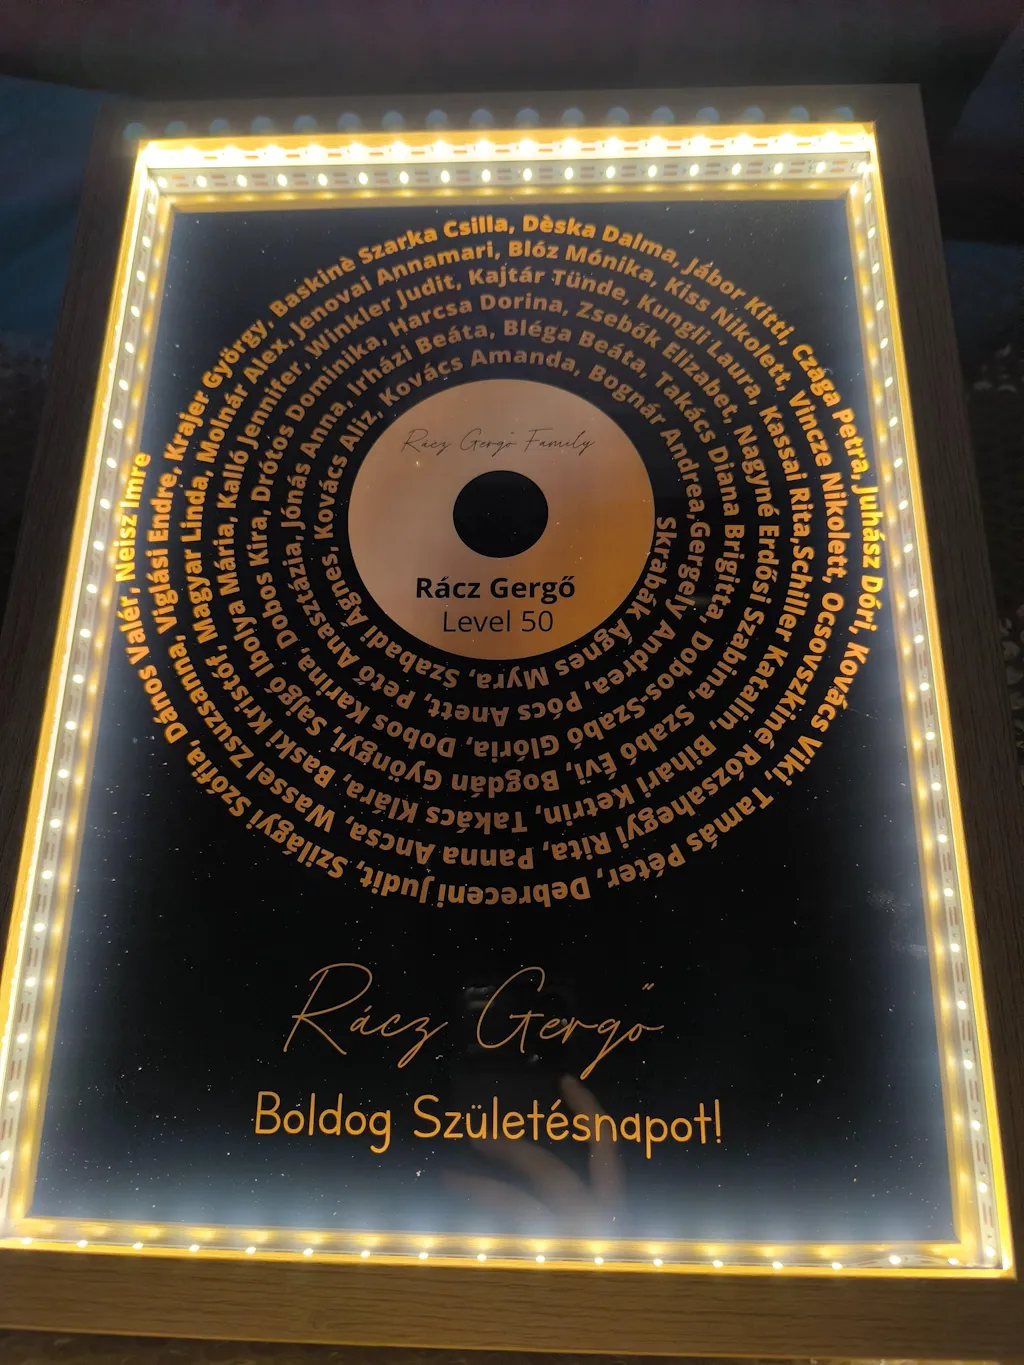 Skrabák Ágnes Myra, Szabadi Ágnes, Kovács Aliz, Kovács Amanda, Bognár Andrea, Gergely Andrea, Pócs Anett, Pető Anasztázia, Jónás Anna, Irházi Beáta, Bléga Beáta, Takács Diana Brigitta, Dobos-Szabó Glória, Dobos Karina, Dobos Kira, Drótos Dominika, Harcsa Dorina, Zsebők Elizabet, Nagyné Erdősi Szabina, Szabó Évi, Bogdán Gyöngyi, Sajgó Ibolya Mária, Kalló Jennifer, Winkler Judit, Kajtár Tünde, Kungli Laura, Kassai Rita,Schiller Katalin, Bihari Ketrin, Takács Klára, Baski Kristóf, Magyar Linda, Molnár Alex, Jenovai Annamari, Blóz Mónika, Kiss Nikolett, Vincze Nikolett, Ocsovszkiné Rózsahegyi Rita, Panna Ancsa, Wassel Zsuzsanna, Viglási Endre, Krajer György, Baskinè Szarka Csilla, Dèska Dalma, Jábor Kitti, Czága Petra, Juhász Dóri, Kovács Viki, Tamás Péter, Debreceni Judit, Szilágyi Szófia, Dános Valér, Neisz Imre
Rácz Gergő Family
Rácz Gergő
Level 50
Rácz Gergő
Boldog Születésnapot!